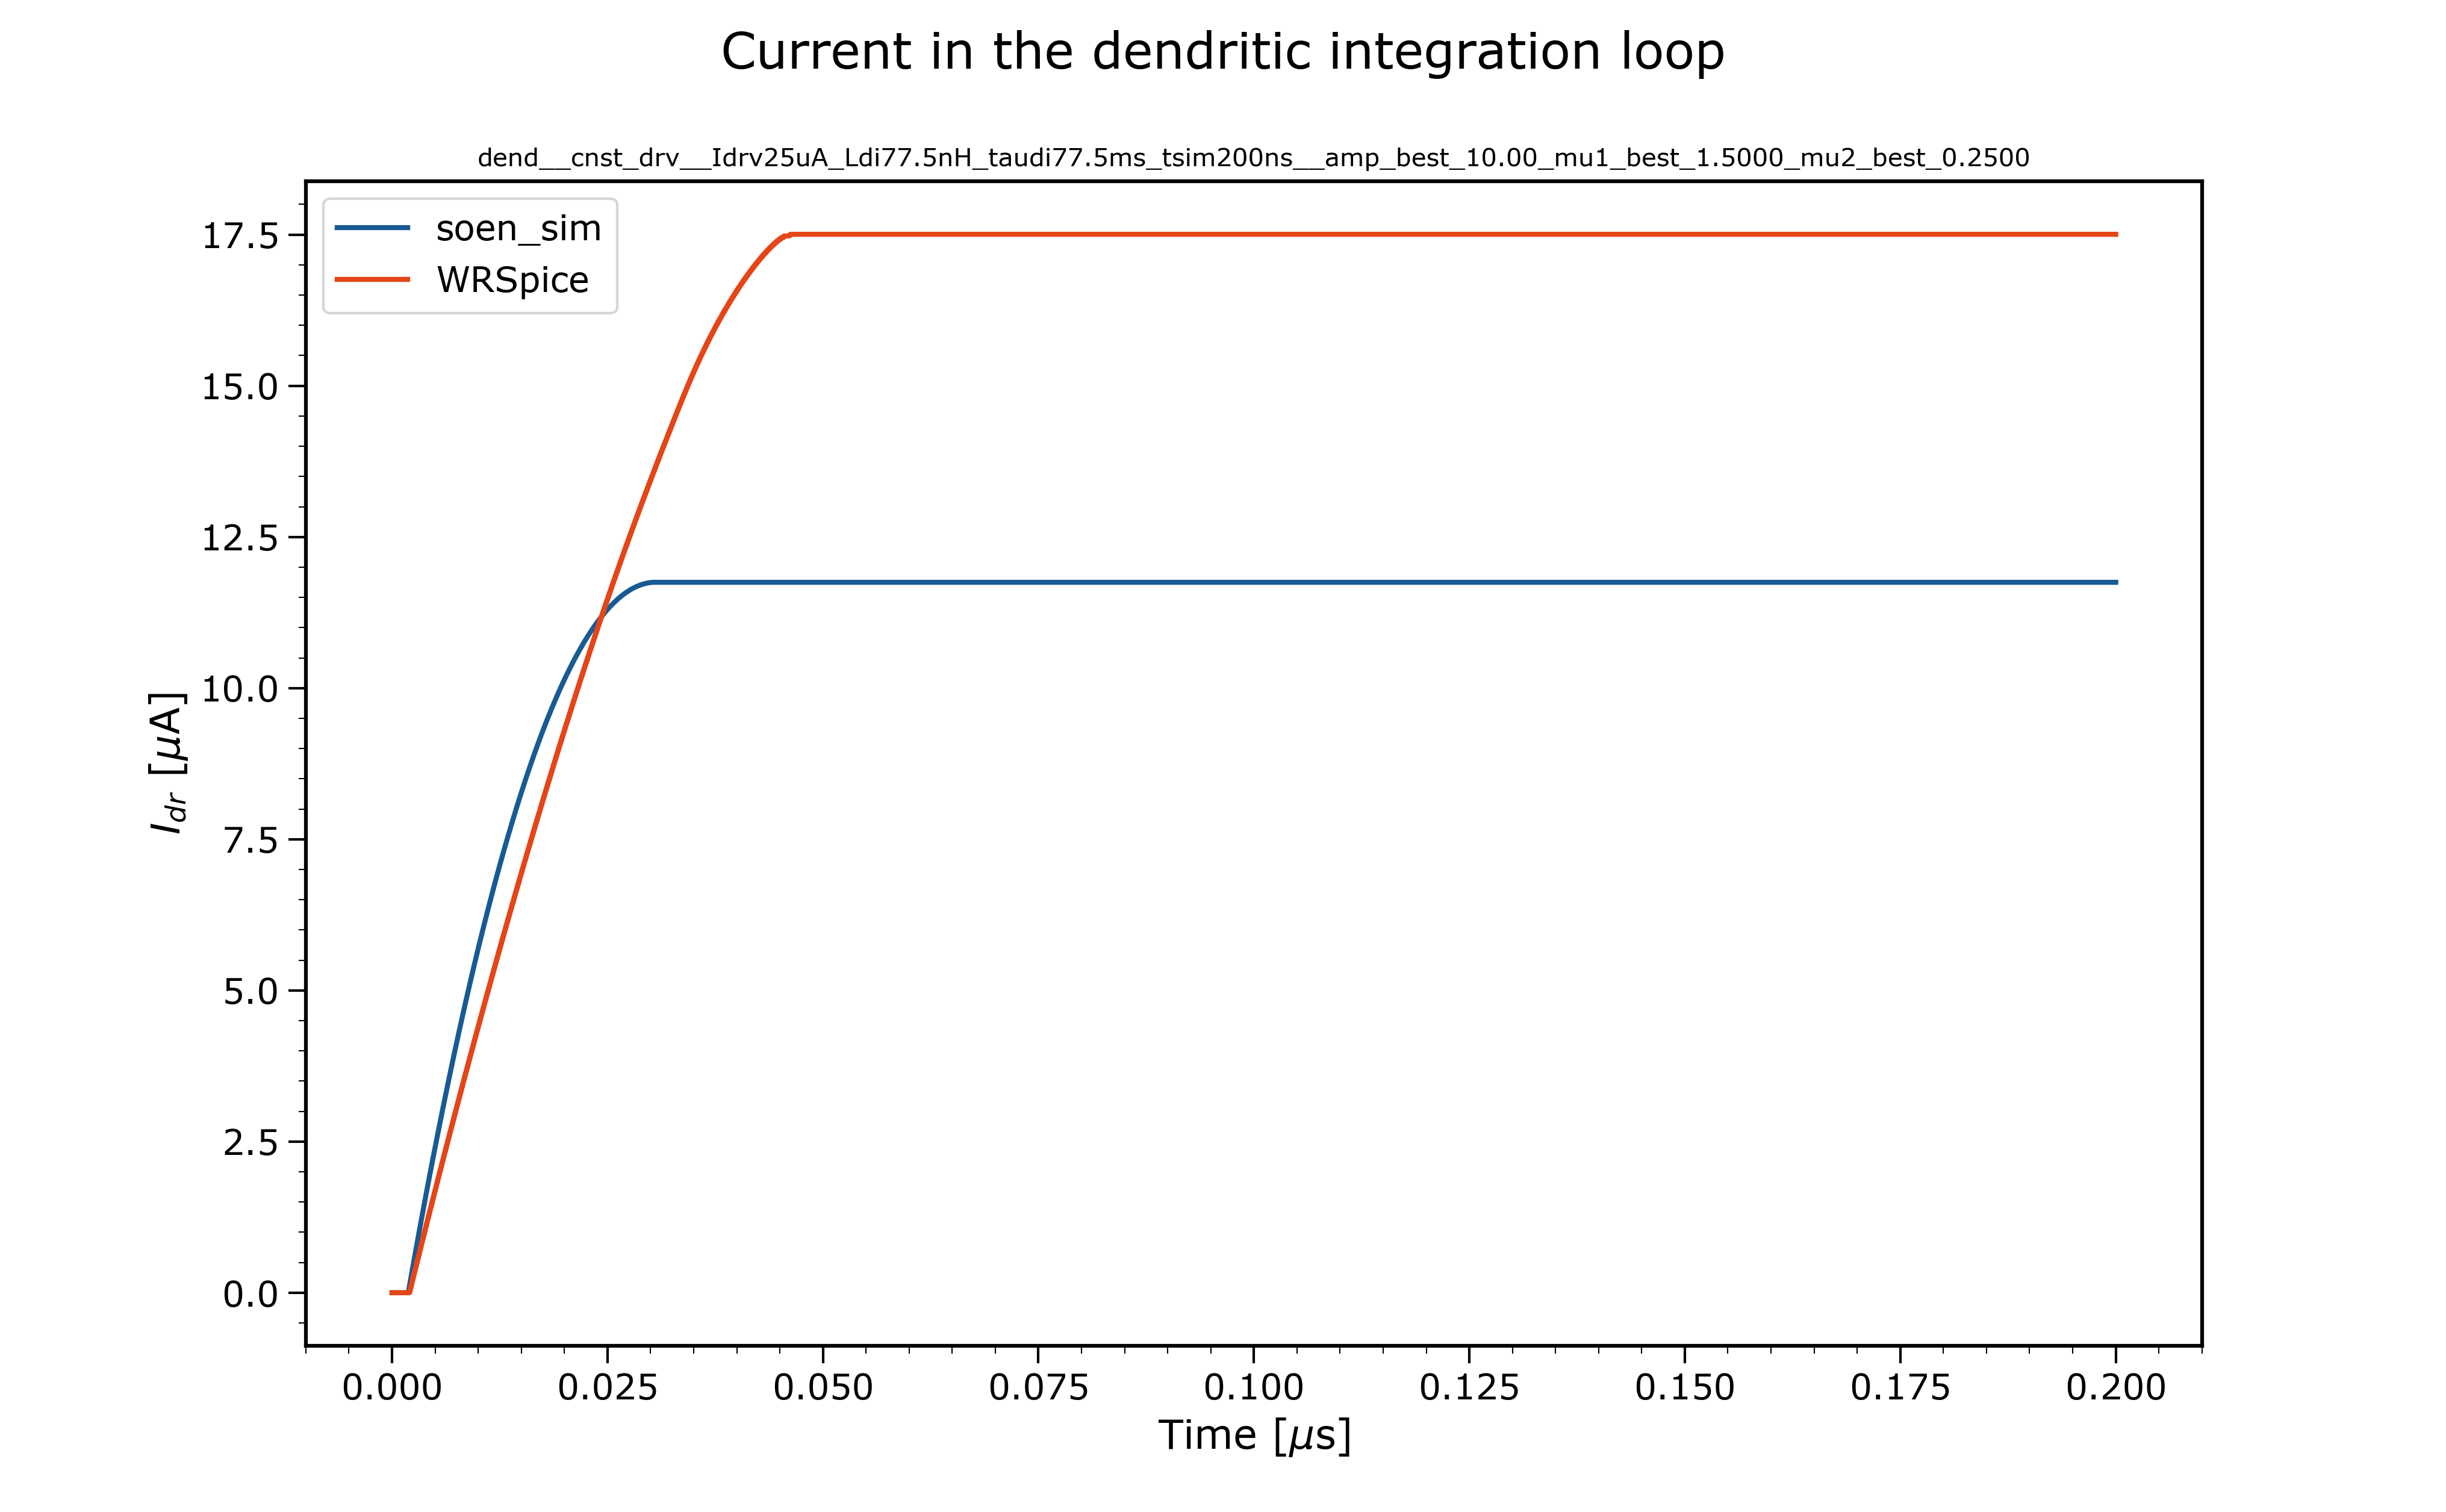 Current in the dendritic integration loop
dend__cnst_drv__Idrv25uA_Ldi77.5nH_taudi77.5ms_tsim200ns__amp_best_10.00_mu1_best_1.5000_mu2_best_0.2500
soen_sim
WRSpice
17.5
15.0
12.5
10.0
7.5
5.0
2.5
0.0
I_dr [μA]
0.000 0.025 0.050 0.075 0.100 0.125 0.150 0.175 0.200
Time [μs]